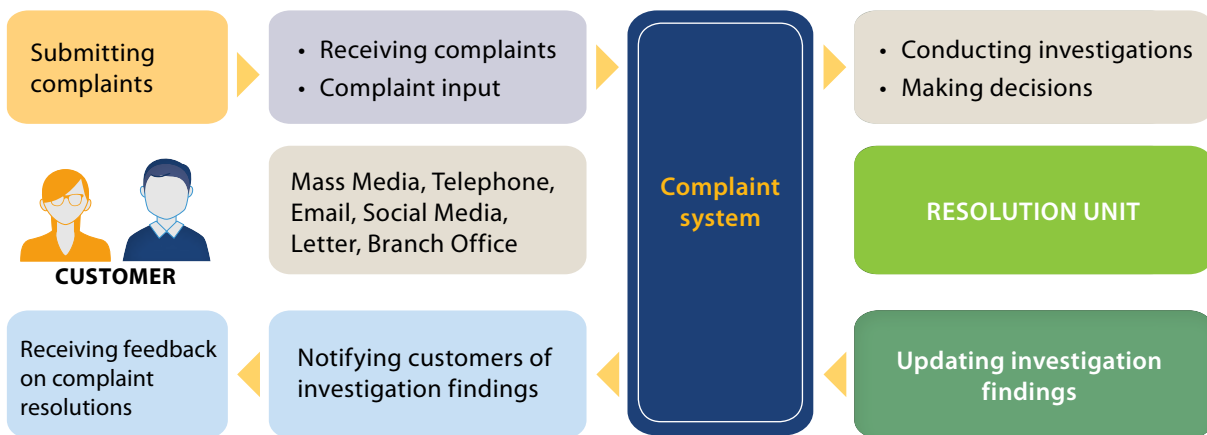 Submitting
complaints
• Receiving complaints
• Complaint input
Complaint
system
• Conducting investigations
• Making decisions
CUSTOMER
Mass Media, Telephone,
Email, Social Media,
Letter, Branch Office
RESOLUTION UNIT
Receiving feedback
on complaint
resolutions
Notifying customers of
investigation findings
Updating investigation
findings